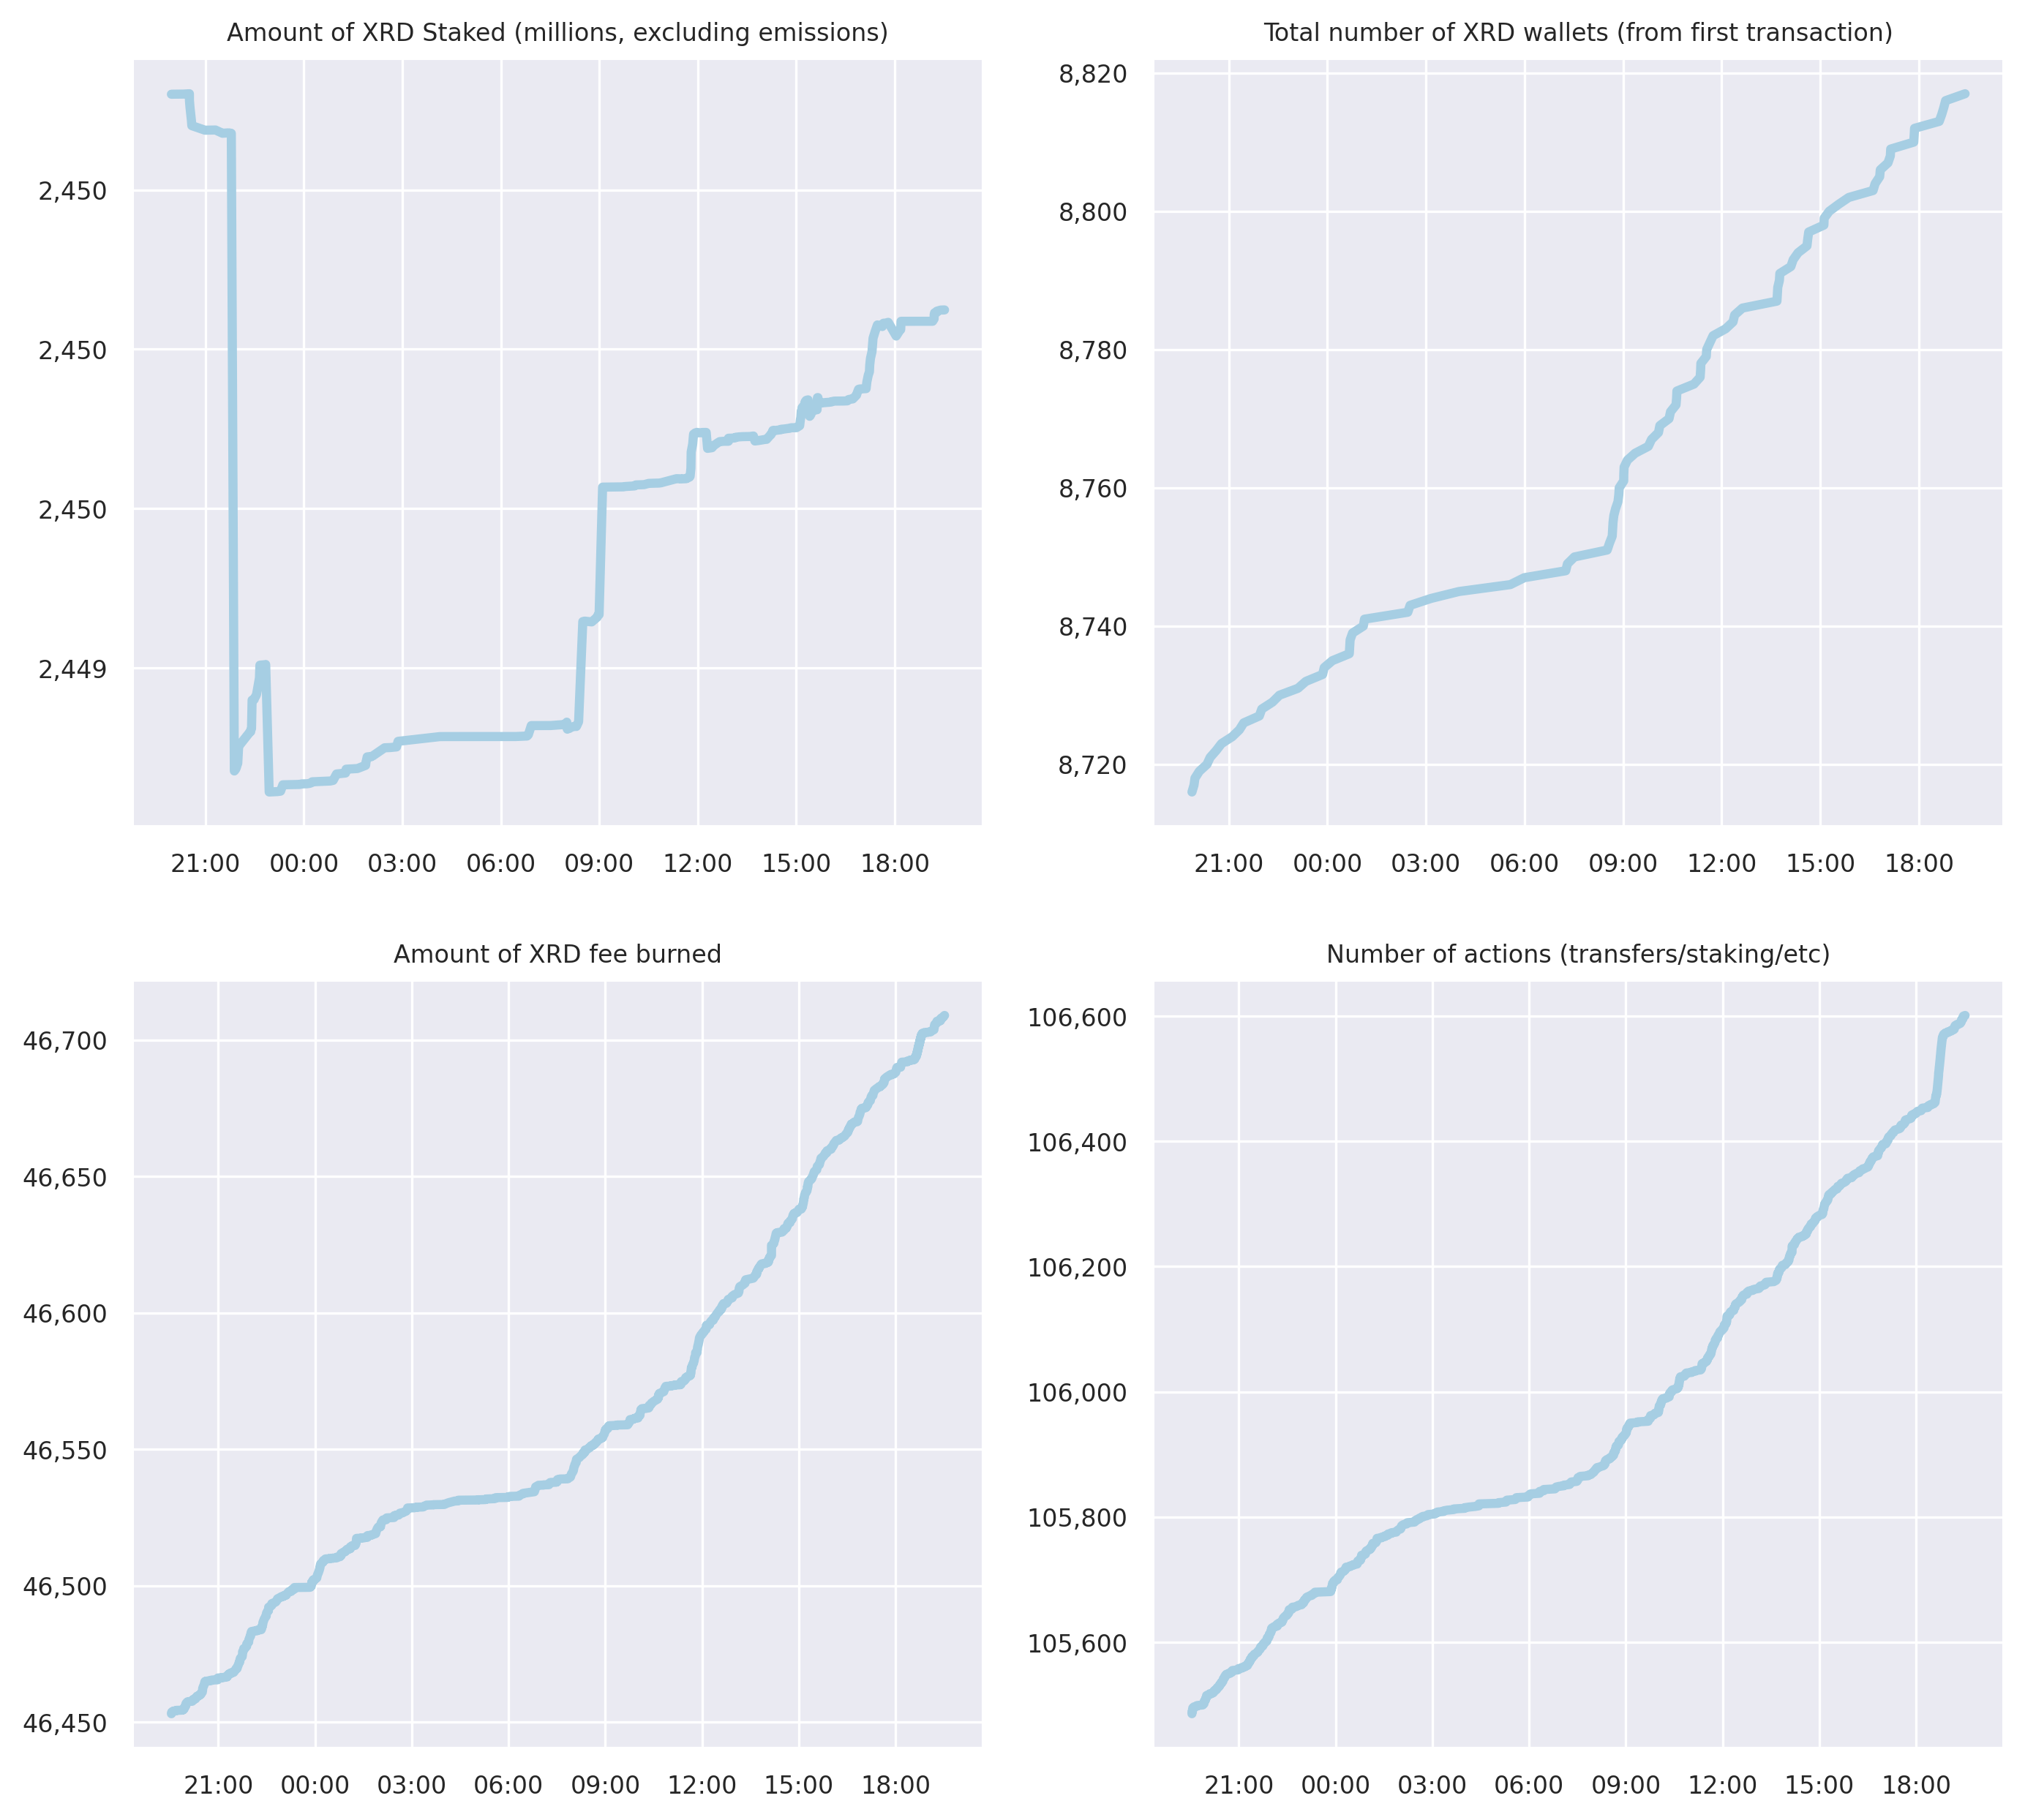 Amount of XRD Staked (millions, excluding emissions)
2,450
2,450
2,450
2,449
21:00 00:00 03:00 06:00 09:00 12:00 15:00 18:00
Total number of XRD wallets (from first transaction)
8,820
8,800
8,780
8,760
8,740
8,720
21:00 00:00 03:00 06:00 09:00 12:00 15:00 18:00
Amount of XRD fee burned
46,700
46,650
46,600
46,550
46,500
46,450
21:00 00:00 03:00 06:00 09:00 12:00 15:00 18:00
Number of actions (transfers/staking/etc)
106,600
106,400
106,200
106,000
105,800
105,600
21:00 00:00 03:00 06:00 09:00 12:00 15:00 18:00